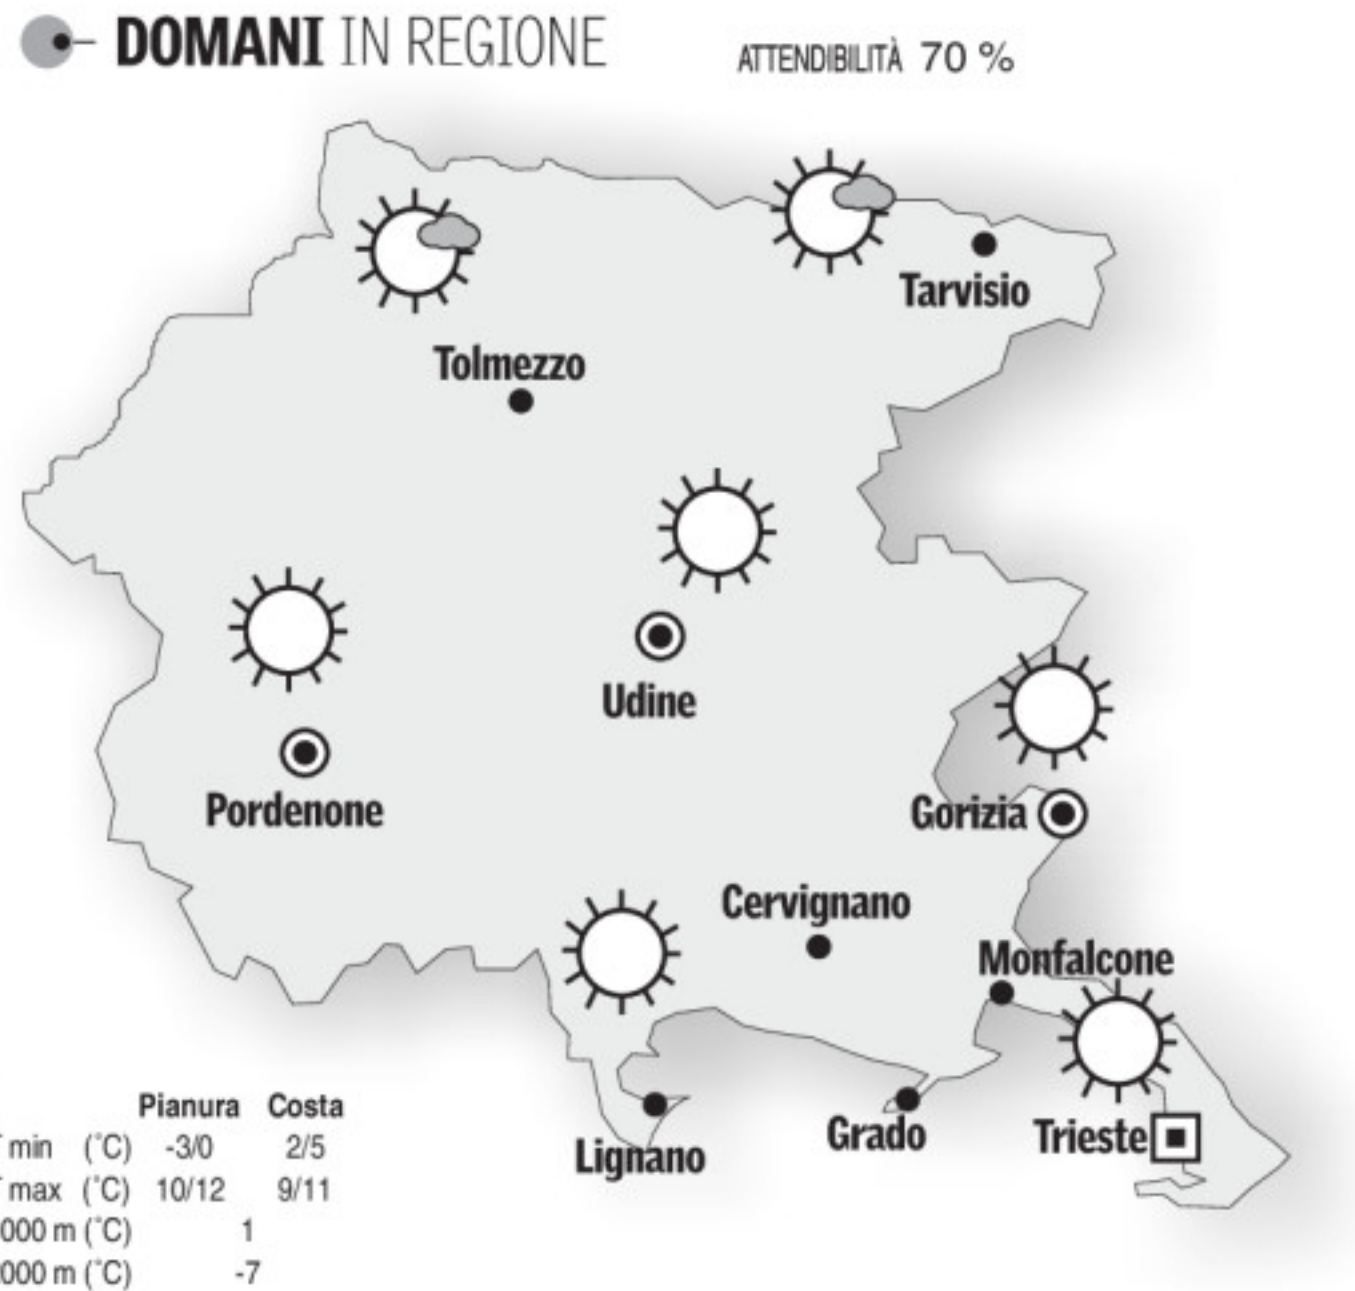 DOMANI IN REGIONE
ATTENDIBILITÀ 70 %
Tarvisio
Tolmezzo
Udine
Pordenone
Gorizia
Cervignano
Monfalcone
Grado
Trieste
Lignano
Pianura Costa
min (°C) -3/0 2/5
max (°C) 10/12 9/11
000 m (°C) 1
000 m (°C) -7